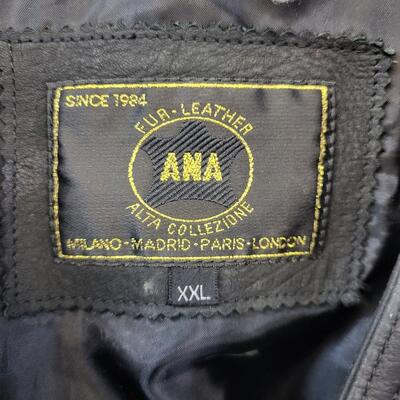 SINCE 1984
FUR-LEATHER
ANA
ALTA COLLEZIONE
MILANO-MADRID-PARIS-LONDON
XXL